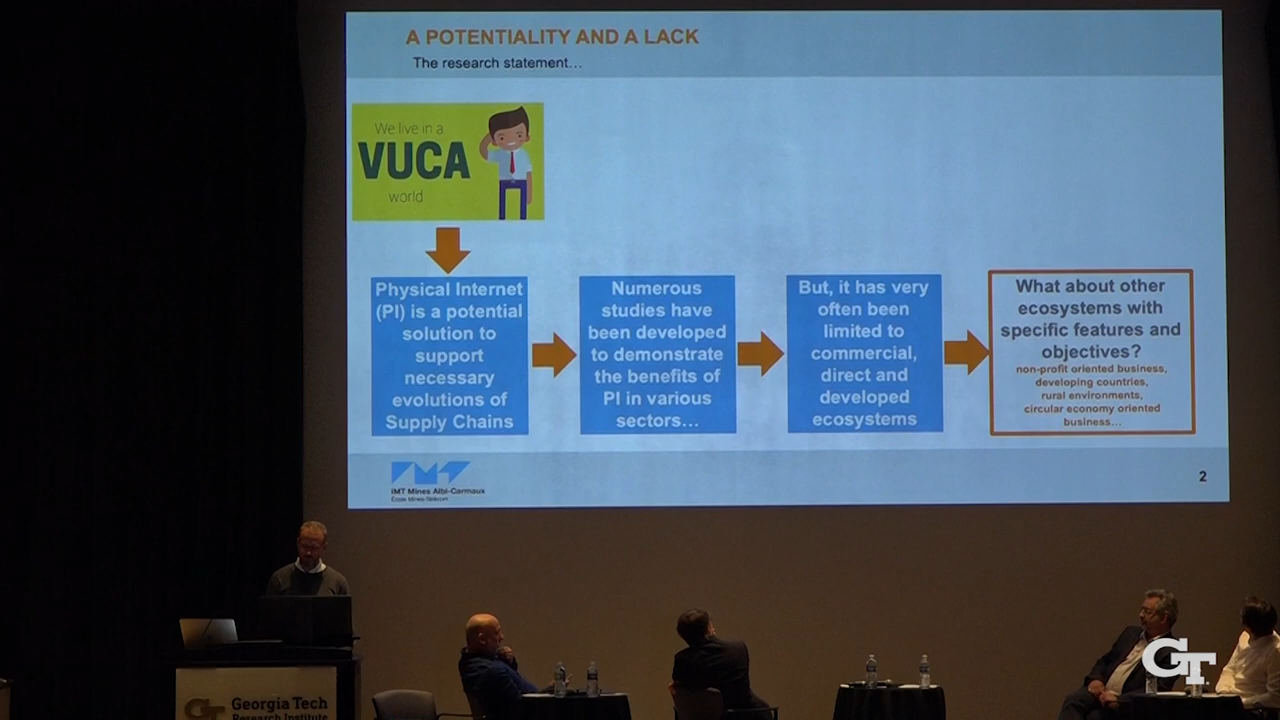 A POTENTIALITY AND A LACK
The research statement...
We live in a
VUCA
world
Physical Internet
(PI) is a potential
solution to
support
necessary
evolutions of
Supply Chains
Numerous
studies have
been developed
to demonstrate
the benefits of
PI in various
sectors...
But, it has very
often been
limited to
commercial,
direct and
developed
ecosystems
What about other
ecosystems with
specific features and
objectives?
non-profit oriented business,
developing countries,
rural environments,
circular economy oriented
business...
IMT Mines Albi-Carmaux
École Mines-Télécom
2
GT
Georgia Tech
Research Institute
GT